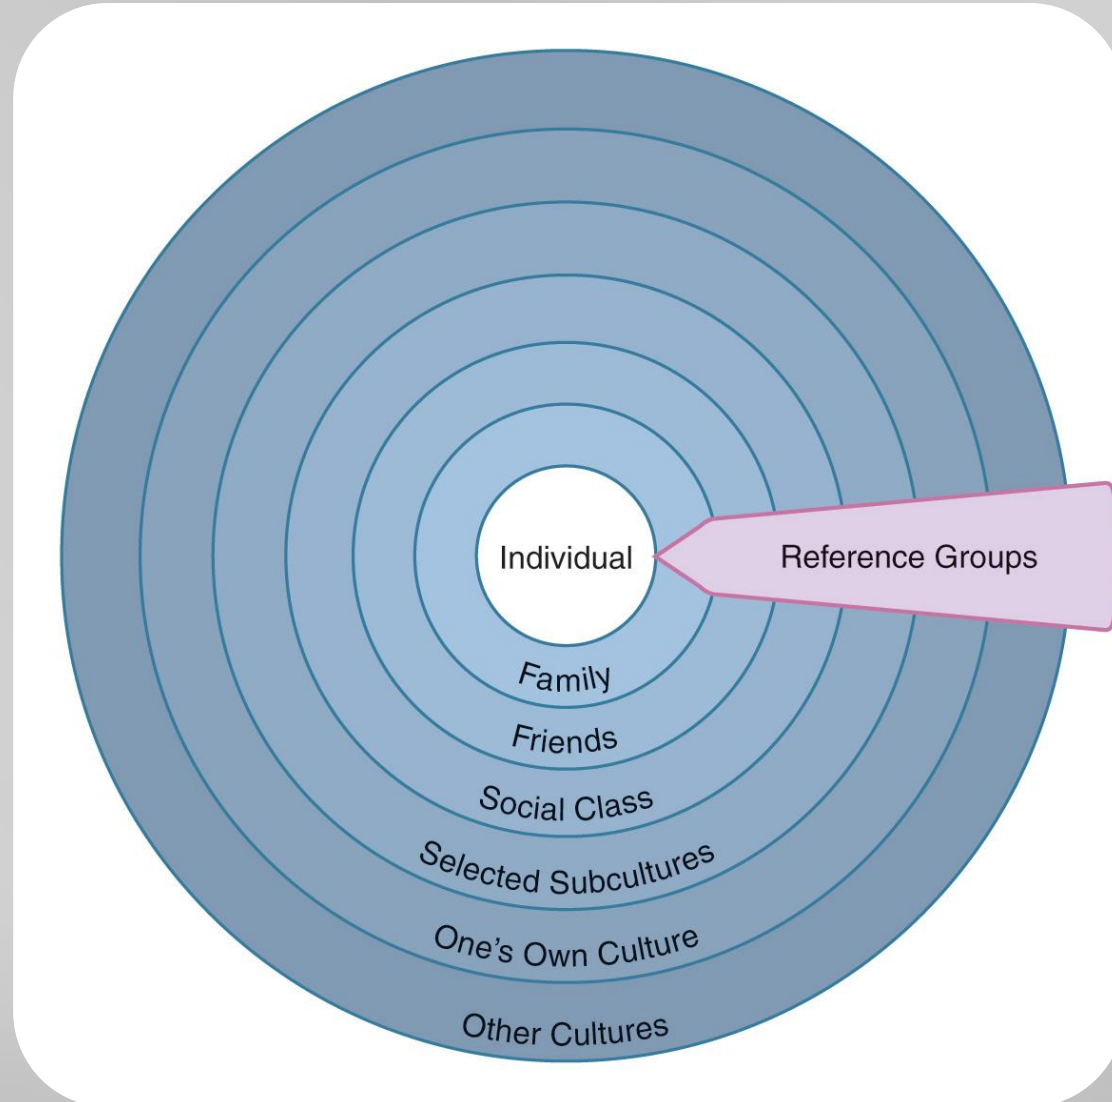 Individual
Reference Groups
Family
Friends
Social Class
Selected Subcultures
One’s Own Culture
Other Cultures